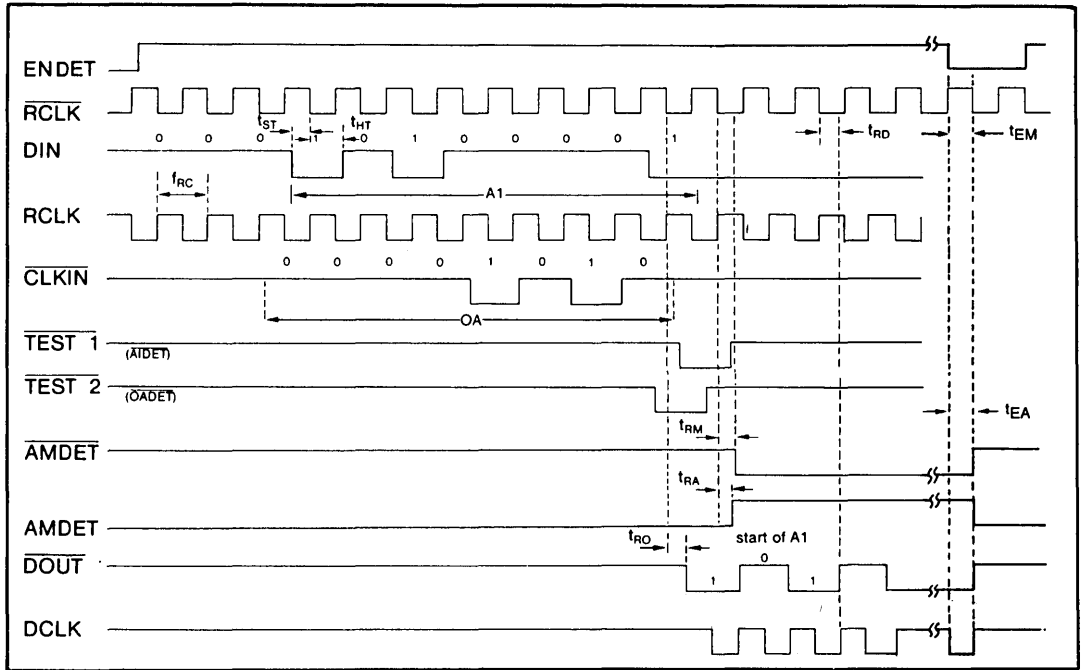 ENDET
RCLK
tST tHT tRD tEM
0 0 0 1 0 1 0 0 0 0 1
DIN
fRC
A1
RCLK
0 0 0 0 1 0 1 0
CLKIN
OA
TEST 1
(AIDET)
TEST 2
(OADET)
tEA
tRM
AMDET
tRA
AMDET
tRO
start of A1
DOUT
1 0 1
DCLK